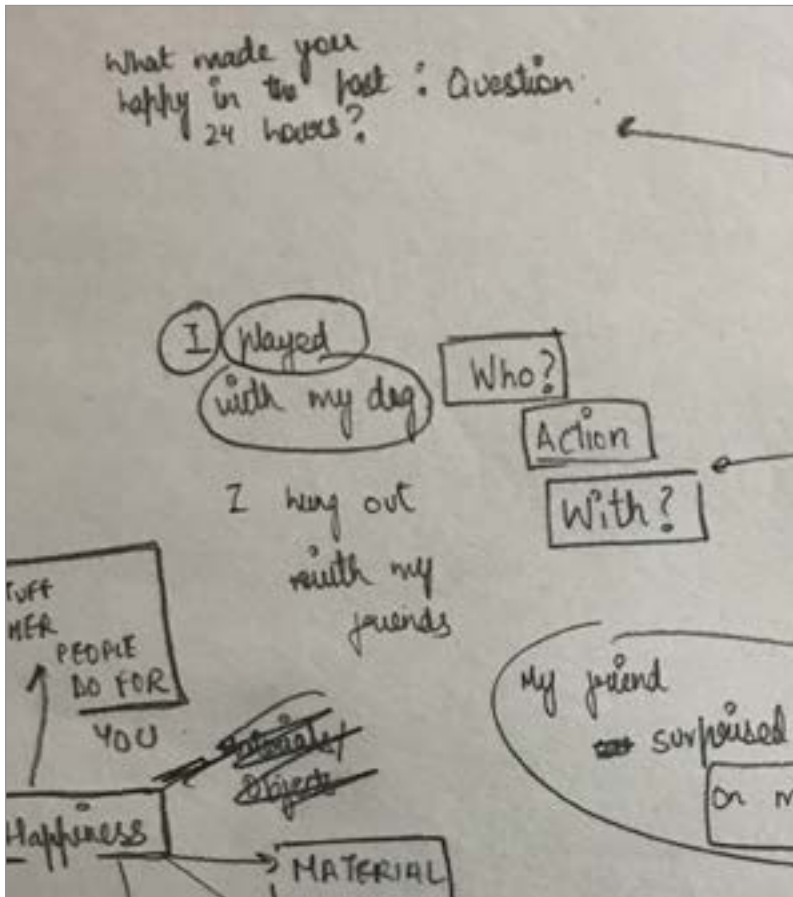 What made you
happy in the past : Question
24 hours?
I played
with my dog
Who?
Action
With?
I hung out
with my
friends
TUFF
HER
PEOPLE
DO FOR
YOU
My friend
surprised
on m
Happiness
MATERIAL